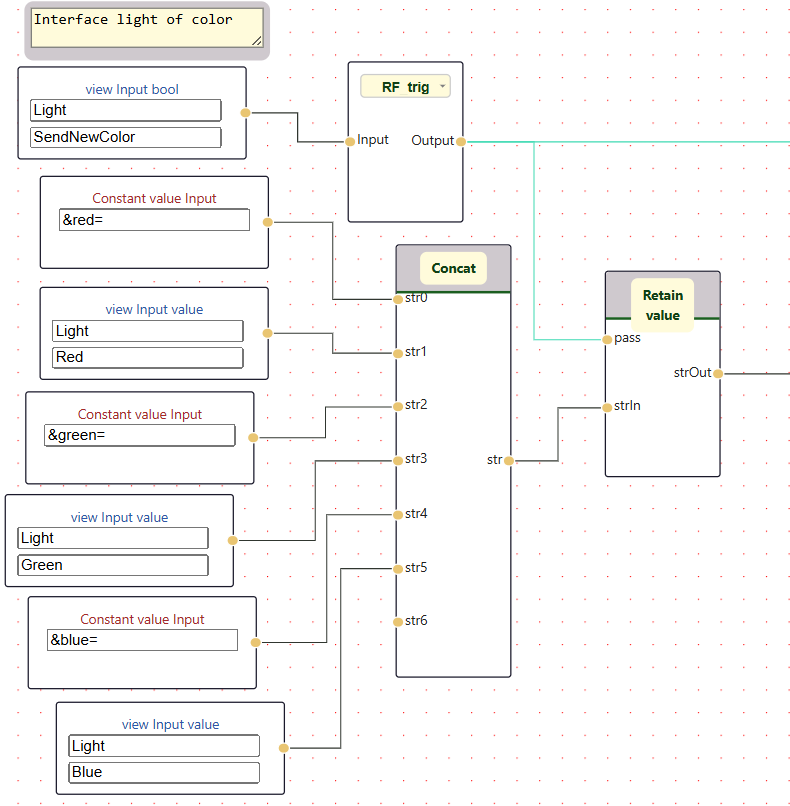 Interface light of color
view Input bool
Light
SendNewColor
RF trig
Input
Output
Constant value Input
&red=
view Input value
Light
Red
Constant value Input
&green=
view Input value
Light
Green
Constant value Input
&blue=
view Input value
Light
Blue
Concat
str0
str1
str2
str3
str4
str5
str6
str
Retain
value
pass
strOut
strIn